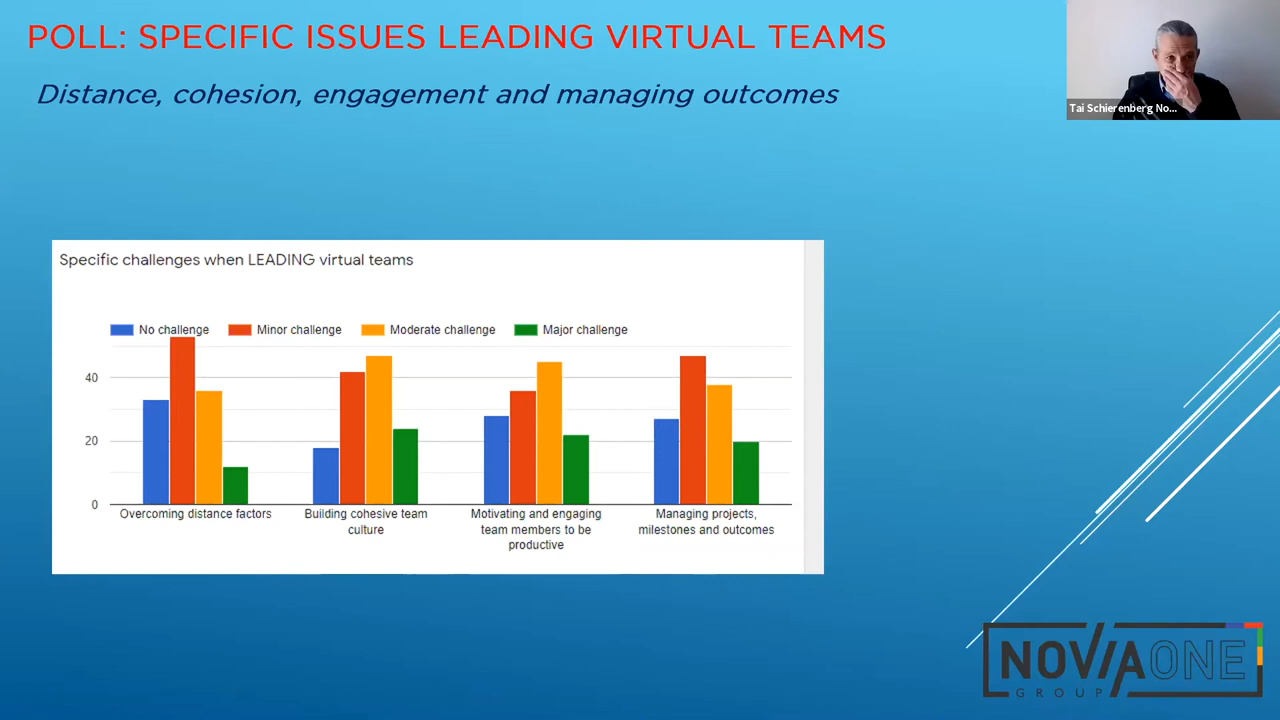 POLL: SPECIFIC ISSUES LEADING VIRTUAL TEAMS
Distance, cohesion, engagement and managing outcomes
Tai Schierenberg No...
Specific challenges when LEADING virtual teams
No challenge
Minor challenge
Moderate challenge
Major challenge
40
20
0
Overcoming distance factors
Building cohesive team
culture
Motivating and engaging
team members to be
productive
Managing projects,
milestones and outcomes
NOVIAONE
GROUP